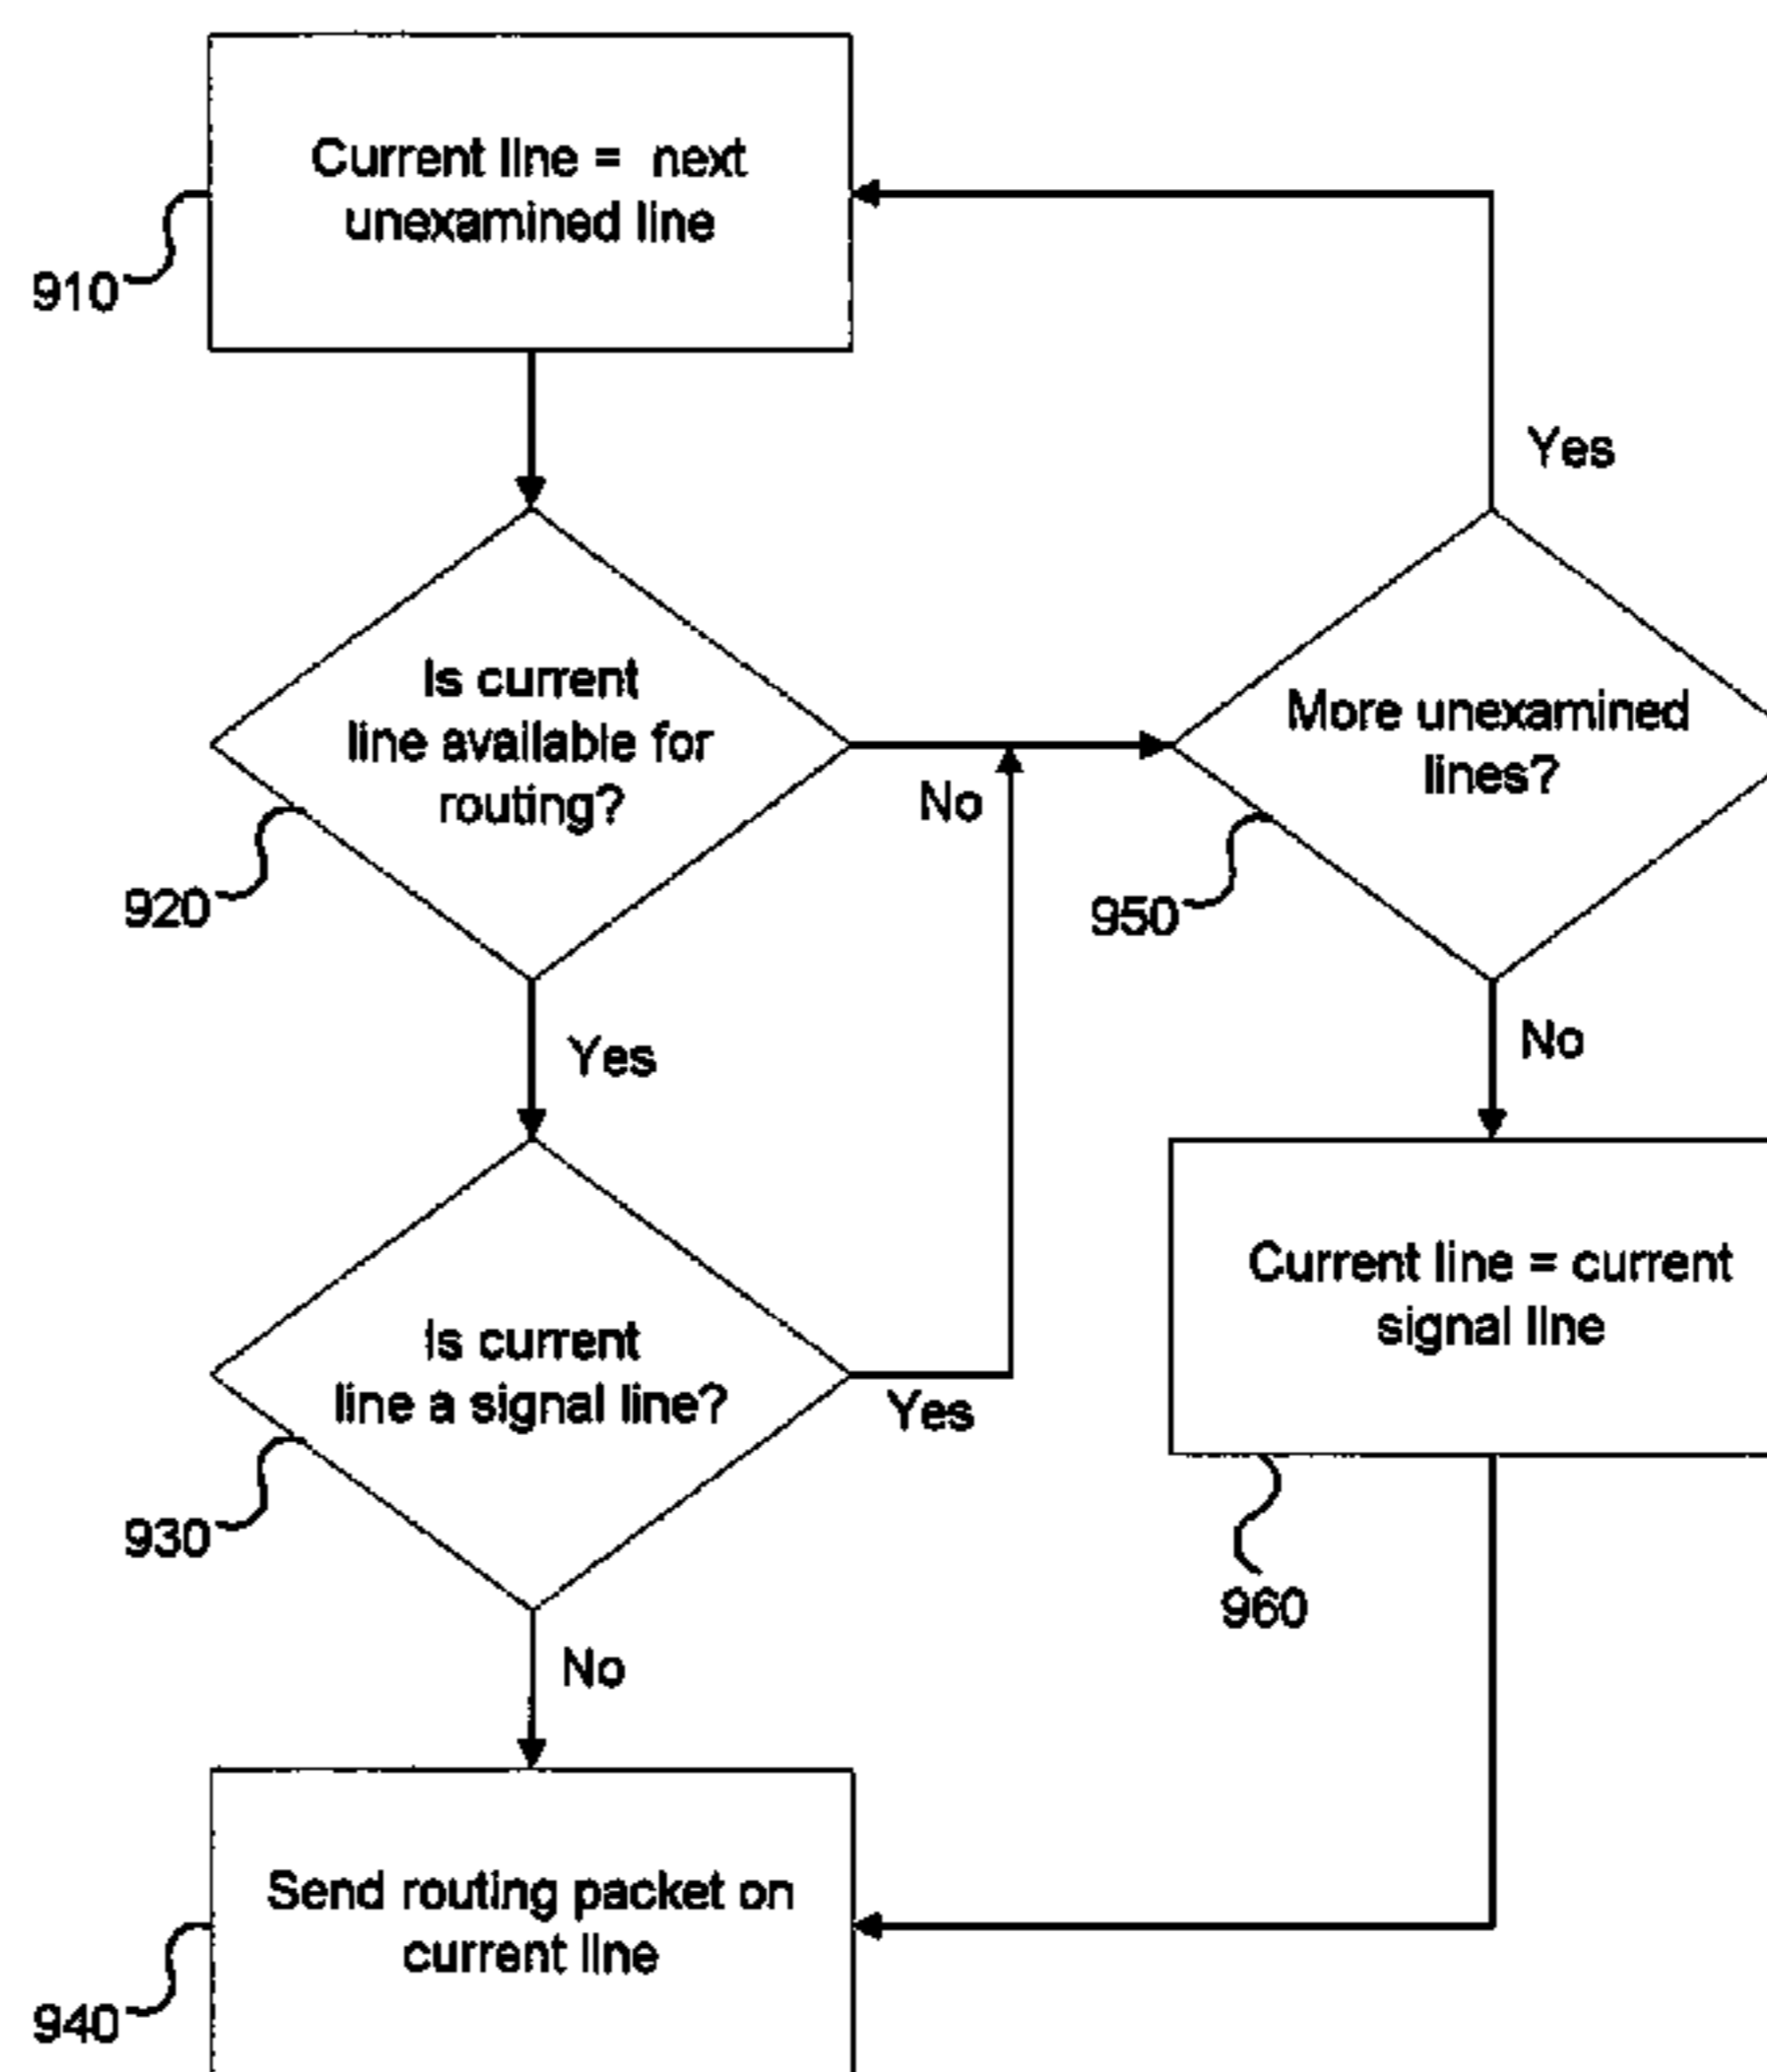 Current line = next
unexamined line
910
Yes
Is current
line available for
routing?
No
920
More unexamined
lines?
950
Yes
No
Is current
line a signal line?
Yes
930
Current line = current
signal line
960
No
Send routing packet on
current line
940